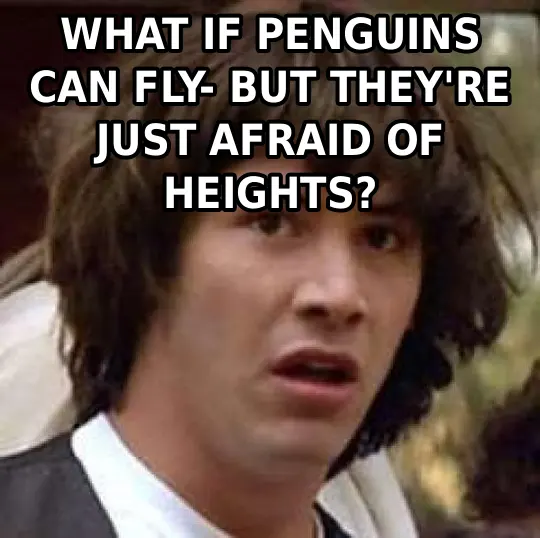 WHAT IF PENGUINS
CAN FLY- BUT THEY'RE
JUST AFRAID OF
HEIGHTS?